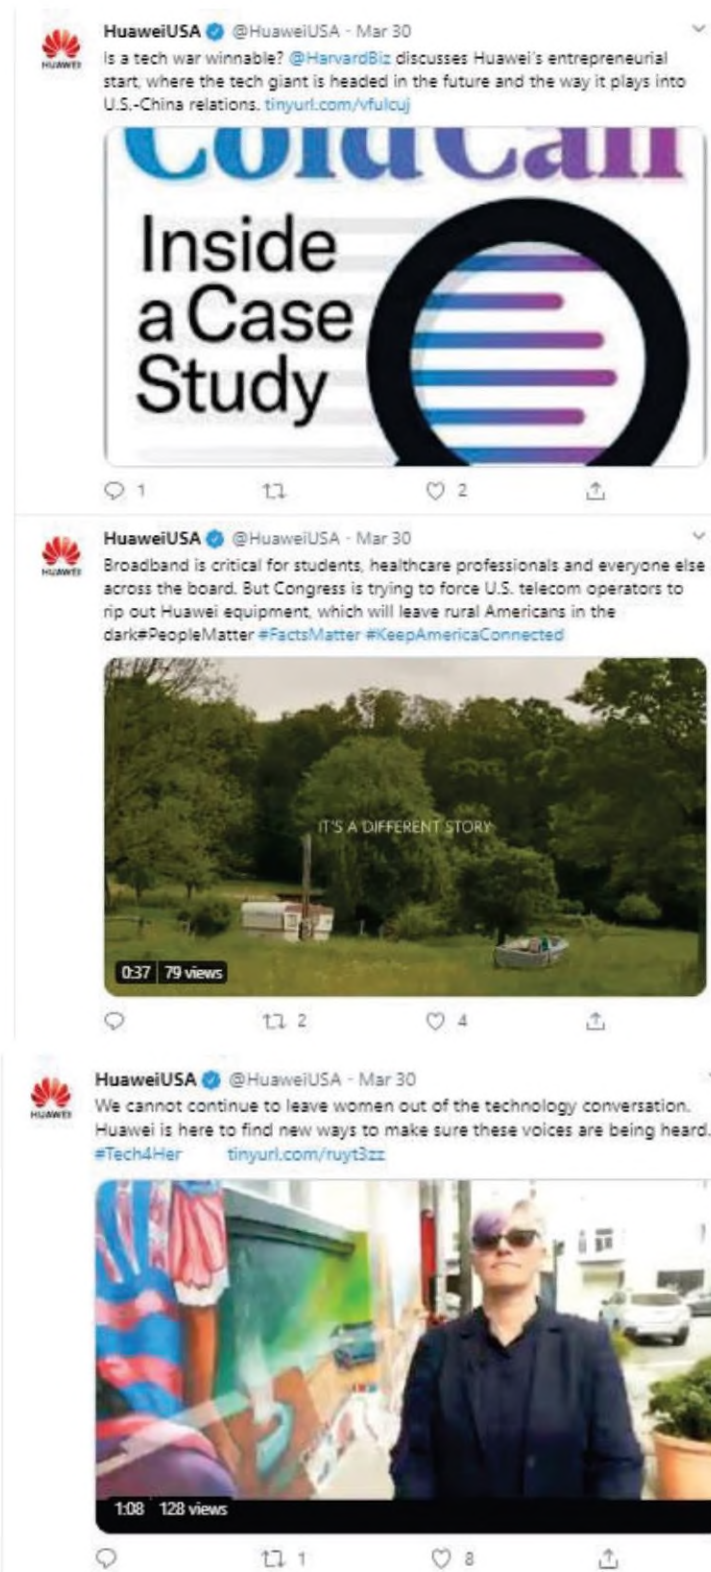 HuaweiUSA @HuaweiUSA · Mar 30
HUAWEI
Is a tech war winnable? @HarvardBiz discusses Huawei's entrepreneurial
start, where the tech giant is headed in the future and the way it plays into
U.S.-China relations. tinyurl.com/vfulcuj
Cold Call
Inside
a Case
Study
1 2
HuaweiUSA @HuaweiUSA · Mar 30
HUAWEI
Broadband is critical for students, healthcare professionals and everyone else
across the board. But Congress is trying to force U.S. telecom operators to
rip out Huawei equipment, which will leave rural Americans in the
dark#PeopleMatter #FactsMatter #KeepAmericaConnected
IT'S A DIFFERENT STORY
0:37 79 views
2 4
HuaweiUSA @HuaweiUSA · Mar 30
HUAWEI
We cannot continue to leave women out of the technology conversation.
Huawei is here to find new ways to make sure these voices are being heard.
#Tech4Her tinyurl.com/ruyt3zz
1:08 128 views
1 8